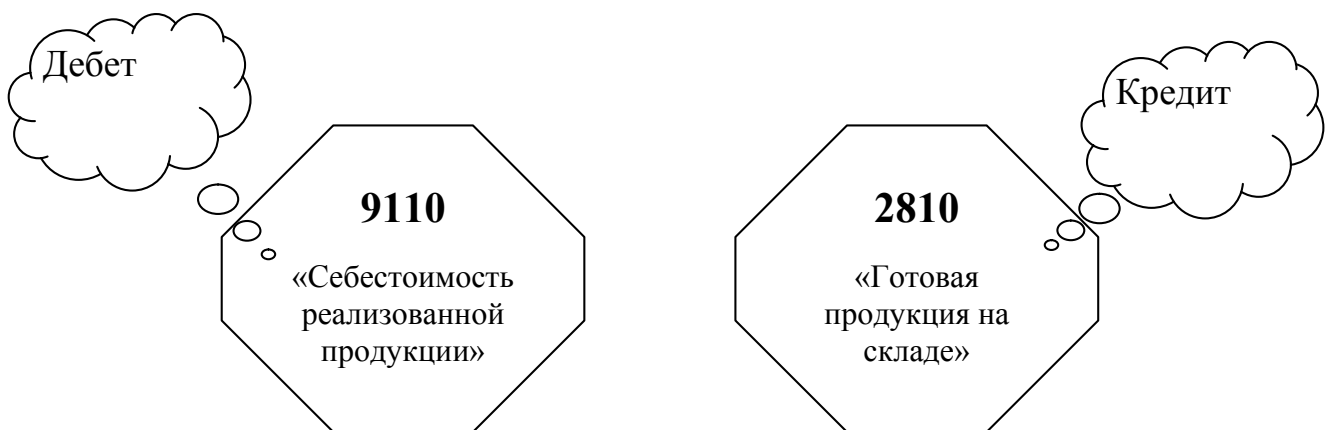 Дебет
Кредит
9110
«Себестоимость
реализованной
продукции»
2810
«Готовая
продукция на
складе»